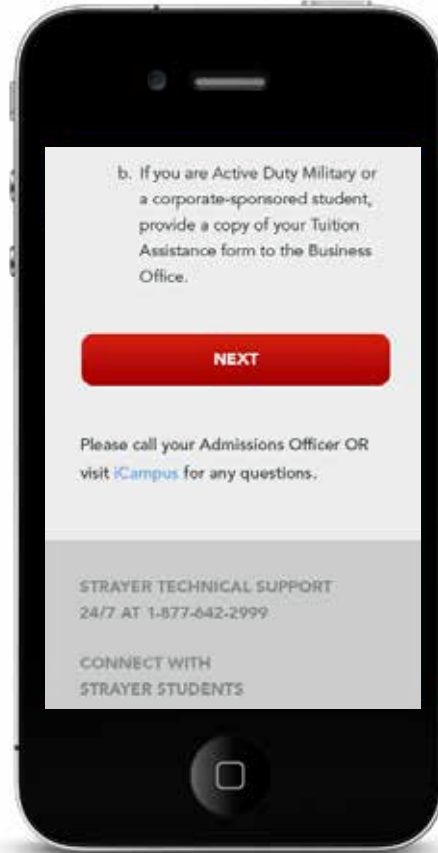 b. If you are Active Duty Military or
a corporate-sponsored student,
provide a copy of your Tuition
Assistance form to the Business
Office.
NEXT
Please call your Admissions Officer OR
visit iCampus for any questions.
STRAYER TECHNICAL SUPPORT
24/7 AT 1-877-642-2999
CONNECT WITH
STRAYER STUDENTS